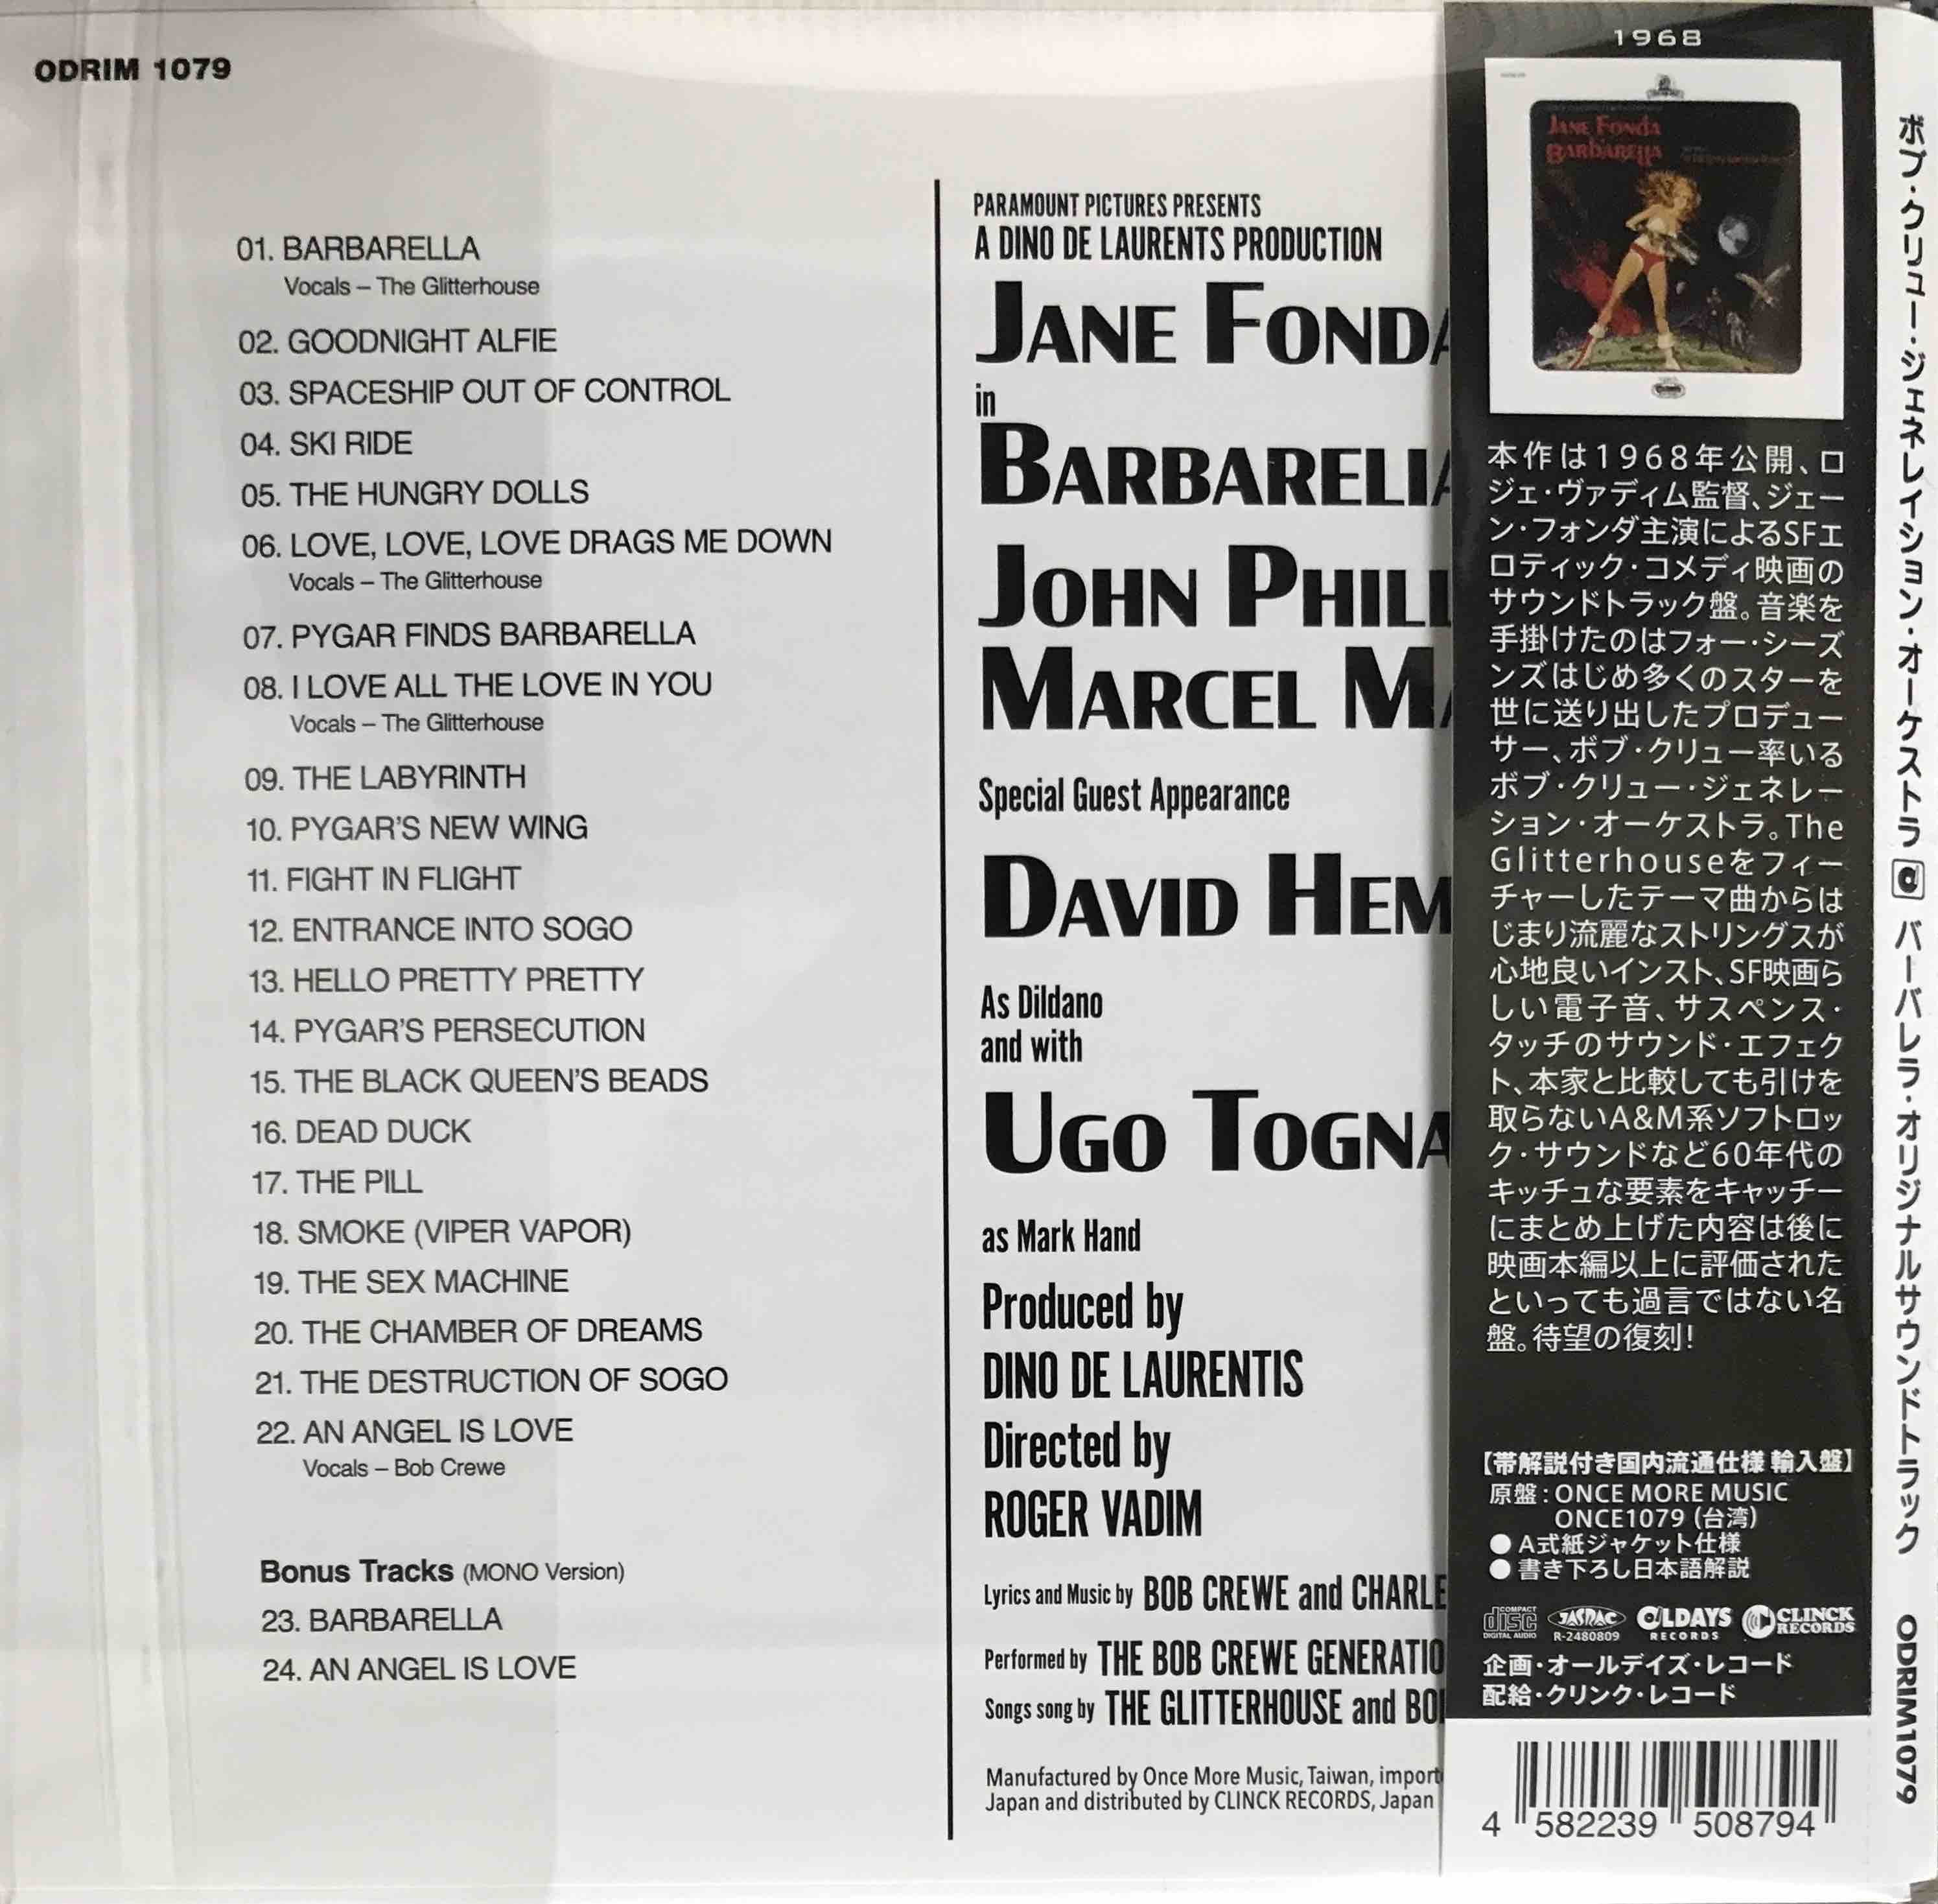 ODRIM 1079
01. BARBARELLA
Vocals – The Glitterhouse
02. GOODNIGHT ALFIE
03. SPACESHIP OUT OF CONTROL
04. SKI RIDE
05. THE HUNGRY DOLLS
06. LOVE, LOVE, LOVE DRAGS ME DOWN
Vocals – The Glitterhouse
07. PYGAR FINDS BARBARELLA
08. I LOVE ALL THE LOVE IN YOU
Vocals – The Glitterhouse
09. THE LABYRINTH
10. PYGAR'S NEW WING
11. FIGHT IN FLIGHT
12. ENTRANCE INTO SOGO
13. HELLO PRETTY PRETTY
14. PYGAR'S PERSECUTION
15. THE BLACK QUEEN'S BEADS
16. DEAD DUCK
17. THE PILL
18. SMOKE (VIPER VAPOR)
19. THE SEX MACHINE
20. THE CHAMBER OF DREAMS
21. THE DESTRUCTION OF SOGO
22. AN ANGEL IS LOVE
Vocals – Bob Crewe
Bonus Tracks (MONO Version)
23. BARBARELLA
24. AN ANGEL IS LOVE
PARAMOUNT PICTURES PRESENTS
A DINO DE LAURENTS PRODUCTION
JANE FONDA
in
BARBARELLA
JOHN PHILL
MARCEL MA
Special Guest Appearance
DAVID HEM
As Dildano
and with
UGO TOGNA
as Mark Hand
Produced by
DINO DE LAURENTIS
Directed by
ROGER VADIM
Lyrics and Music by BOB CREWE and CHARLE
Performed by THE BOB CREWE GENERATIO
Songs song by THE GLITTERHOUSE and BO
Manufactured by Once More Music, Taiwan, import
Japan and distributed by CLINCK RECORDS, Japan
1968
JANE FONDA
BARBARELLA
本作は1968年公開、ロ
ジェ・ヴァディム監督、ジェー
ン・フォンダ主演によるSFエ
ロティック・コメディ映画の
サウンドトラック盤。音楽を
手掛けたのはフォー・シーズ
ンズはじめ多くのスターを
世に送り出したプロデュー
サー、ボブ・クリュー率いる
ボブ・クリュー・ジェネレー
ション・オーケストラ。The
Glitterhouseをフィー
チャーしたテーマ曲からは
じまり流麗なストリングスが
心地良いインスト、SF映画ら
しい電子音、サスペンス・
タッチのサウンド・エフェク
ト、本家と比較しても引けを
取らないA&M系ソフトロッ
ク・サウンドなど60年代の
キッチュな要素をキャッチー
にまとめ上げた内容は後に
映画本編以上に評価された
といっても過言ではない名
盤。待望の復刻!
【帯解説付き国内流通仕様 輸入盤】
原盤:ONCE MORE MUSIC
ONCE1079 (台湾)
● A式紙ジャケット仕様
● 書き下ろし日本語解説
COMPACT disc DIGITAL AUDIO
JASRAC R-2480809
OLDAYS RECORDS
CLINCK RECORDS
企画・オールデイズ・レコード
配給・クリンク・レコード
4 582239 508794
ボブ・クリュー・ジェネレイション・オーケストラ @ バーバレラ・オリジナルサウンドトラック ODRIM1079